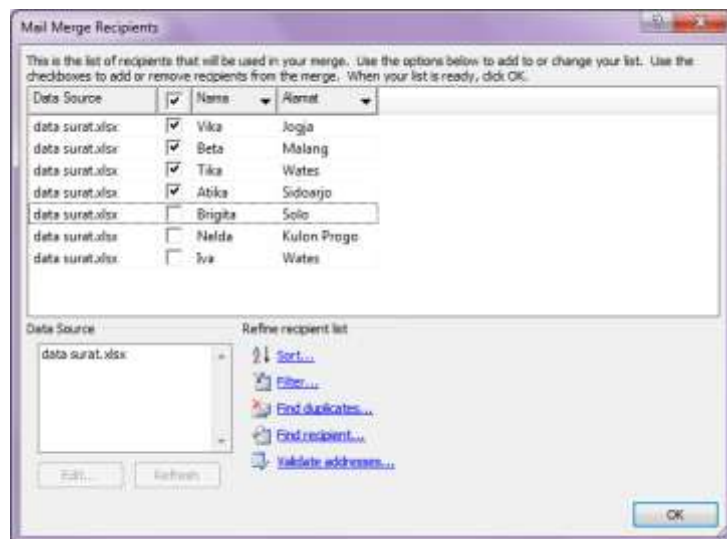 Mail Merge Recipients
This is the list of recipients that will be used in your merge. Use the options below to add to or change your list. Use the
checkboxes to add or remove recipients from the merge. When your list is ready, click OK.
Data Source Nama Alamat
data surat.xlsx Vika Jogja
data surat.xlsx Beta Malang
data surat.xlsx Tika Wates
data surat.xlsx Atika Sidoarjo
data surat.xlsx Brigita Solo
data surat.xlsx Nelda Kulon Progo
data surat.xlsx Iva Wates
Data Source Refine recipient list
data surat.xlsx Sort...
Filter...
Find duplicates...
Find recipient...
Validate addresses...
Edit... Refresh
OK